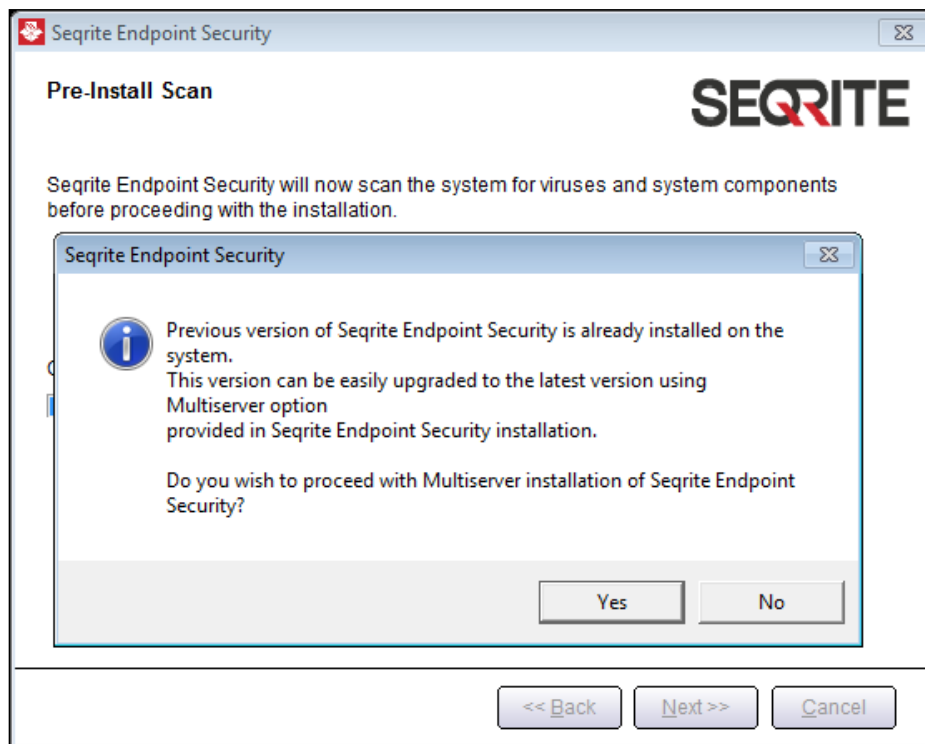 Seqrite Endpoint Security
Pre-Install Scan
SEQRITE
Seqrite Endpoint Security will now scan the system for viruses and system components
before proceeding with the installation.
Seqrite Endpoint Security
Previous version of Seqrite Endpoint Security is already installed on the
system.
This version can be easily upgraded to the latest version using
Multiserver option
provided in Seqrite Endpoint Security installation.
Do you wish to proceed with Multiserver installation of Seqrite Endpoint
Security?
Yes
No
<< Back
Next >>
Cancel